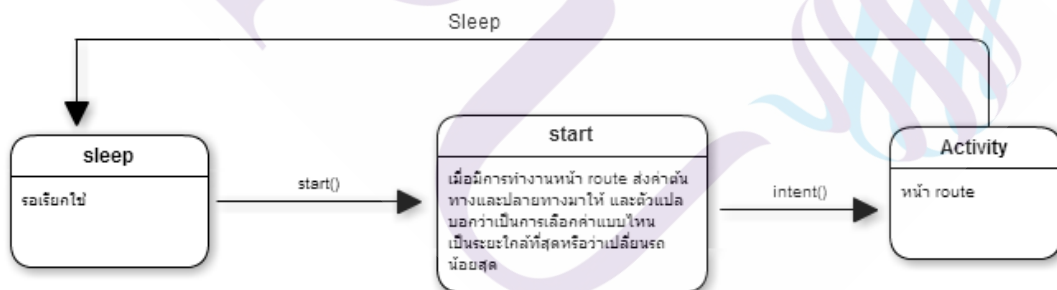 Sleep
sleep
รอเรียกใช้
start()
start
เมื่อมีการทำงานหน้า route ส่งค่าต้น
ทางและปลายทางมาให้ และตัวแปล
บอกว่าเป็นการเลือกค่าแบบไหน
เป็นระยะใกล้ที่สุดหรือว่าเปลี่ยนรถ
น้อยสุด
intent()
Activity
หน้า route